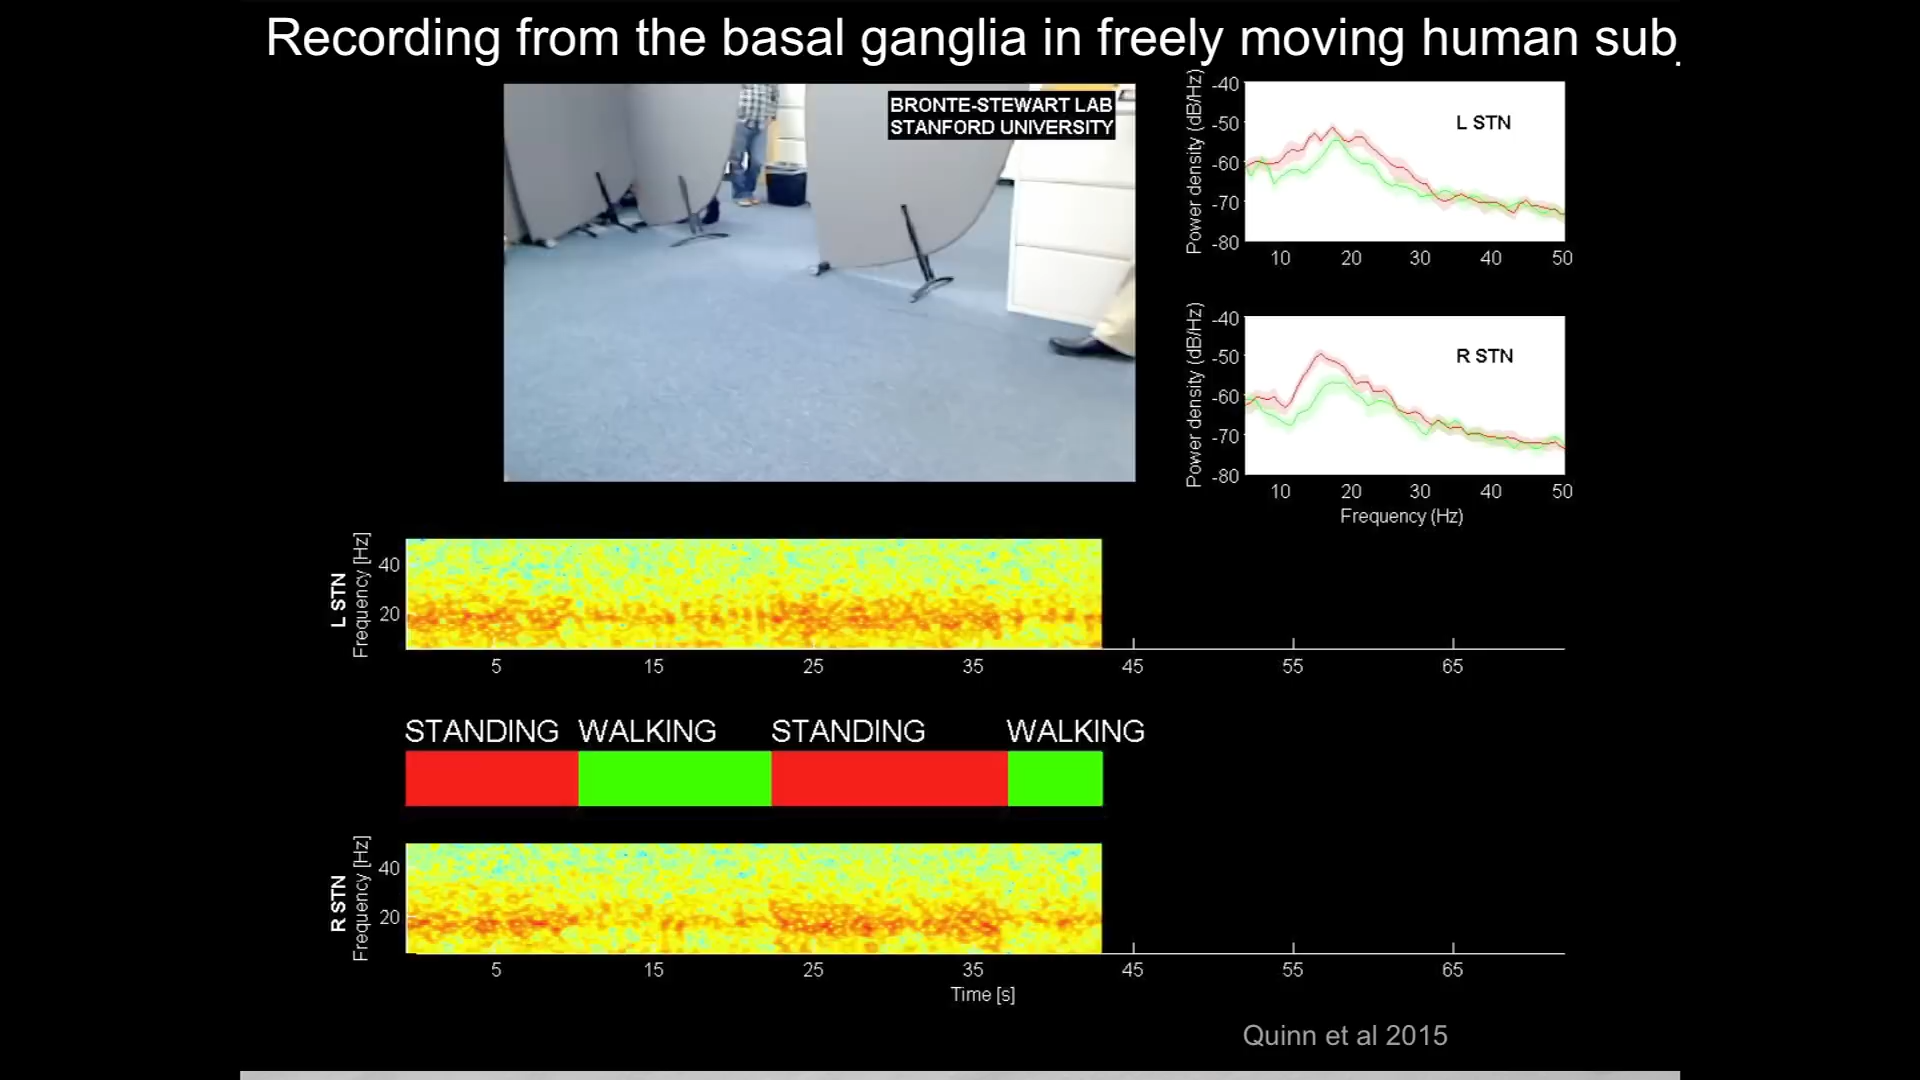 Recording from the basal ganglia in freely moving human sub
BRONTE-STEWART LAB
STANFORD UNIVERSITY
Power density (dB/Hz)
-40
-50
-60
-70
-80
L STN
10 20 30 40 50
Power density (dB/Hz)
-40
-50
-60
-70
-80
R STN
10 20 30 40 50
Frequency (Hz)
L STN
Frequency [Hz]
40
20
5 15 25 35 45 55 65
STANDING WALKING STANDING WALKING
R STN
Frequency [Hz]
40
20
5 15 25 35 45 55 65
Time [s]
Quinn et al 2015